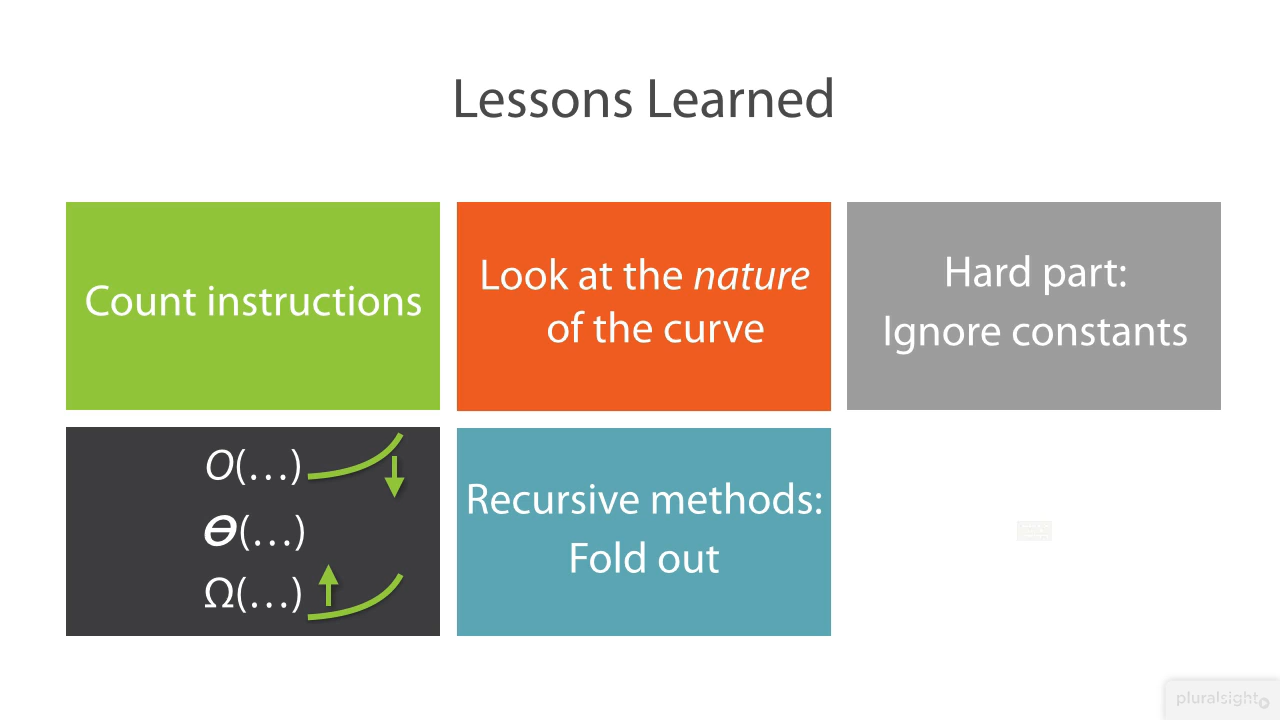 Lessons Learned
Count instructions
Look at the nature
of the curve
Hard part:
Ignore constants
O(…)
Θ(…)
Ω(…)
Recursive methods:
Fold out
pluralsight